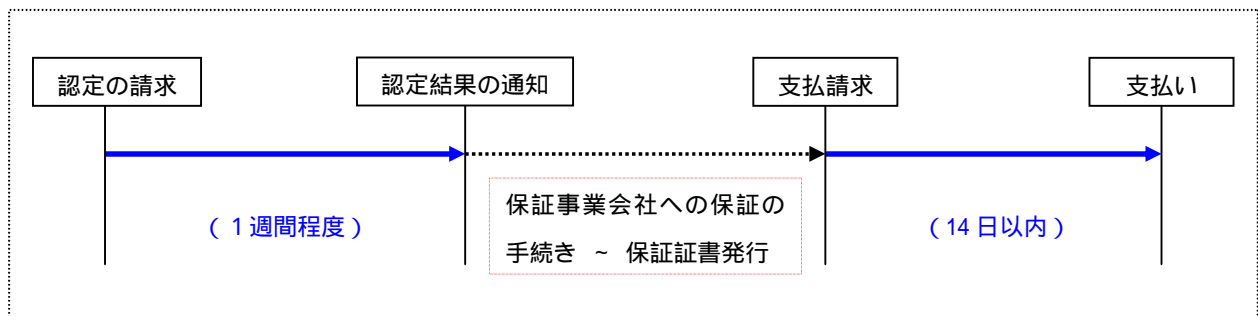 認定の請求
認定結果の通知
支払請求
支払い
保証事業会社への保証の
手続き ~ 保証証書発行
(1週間程度)
(14日以内)